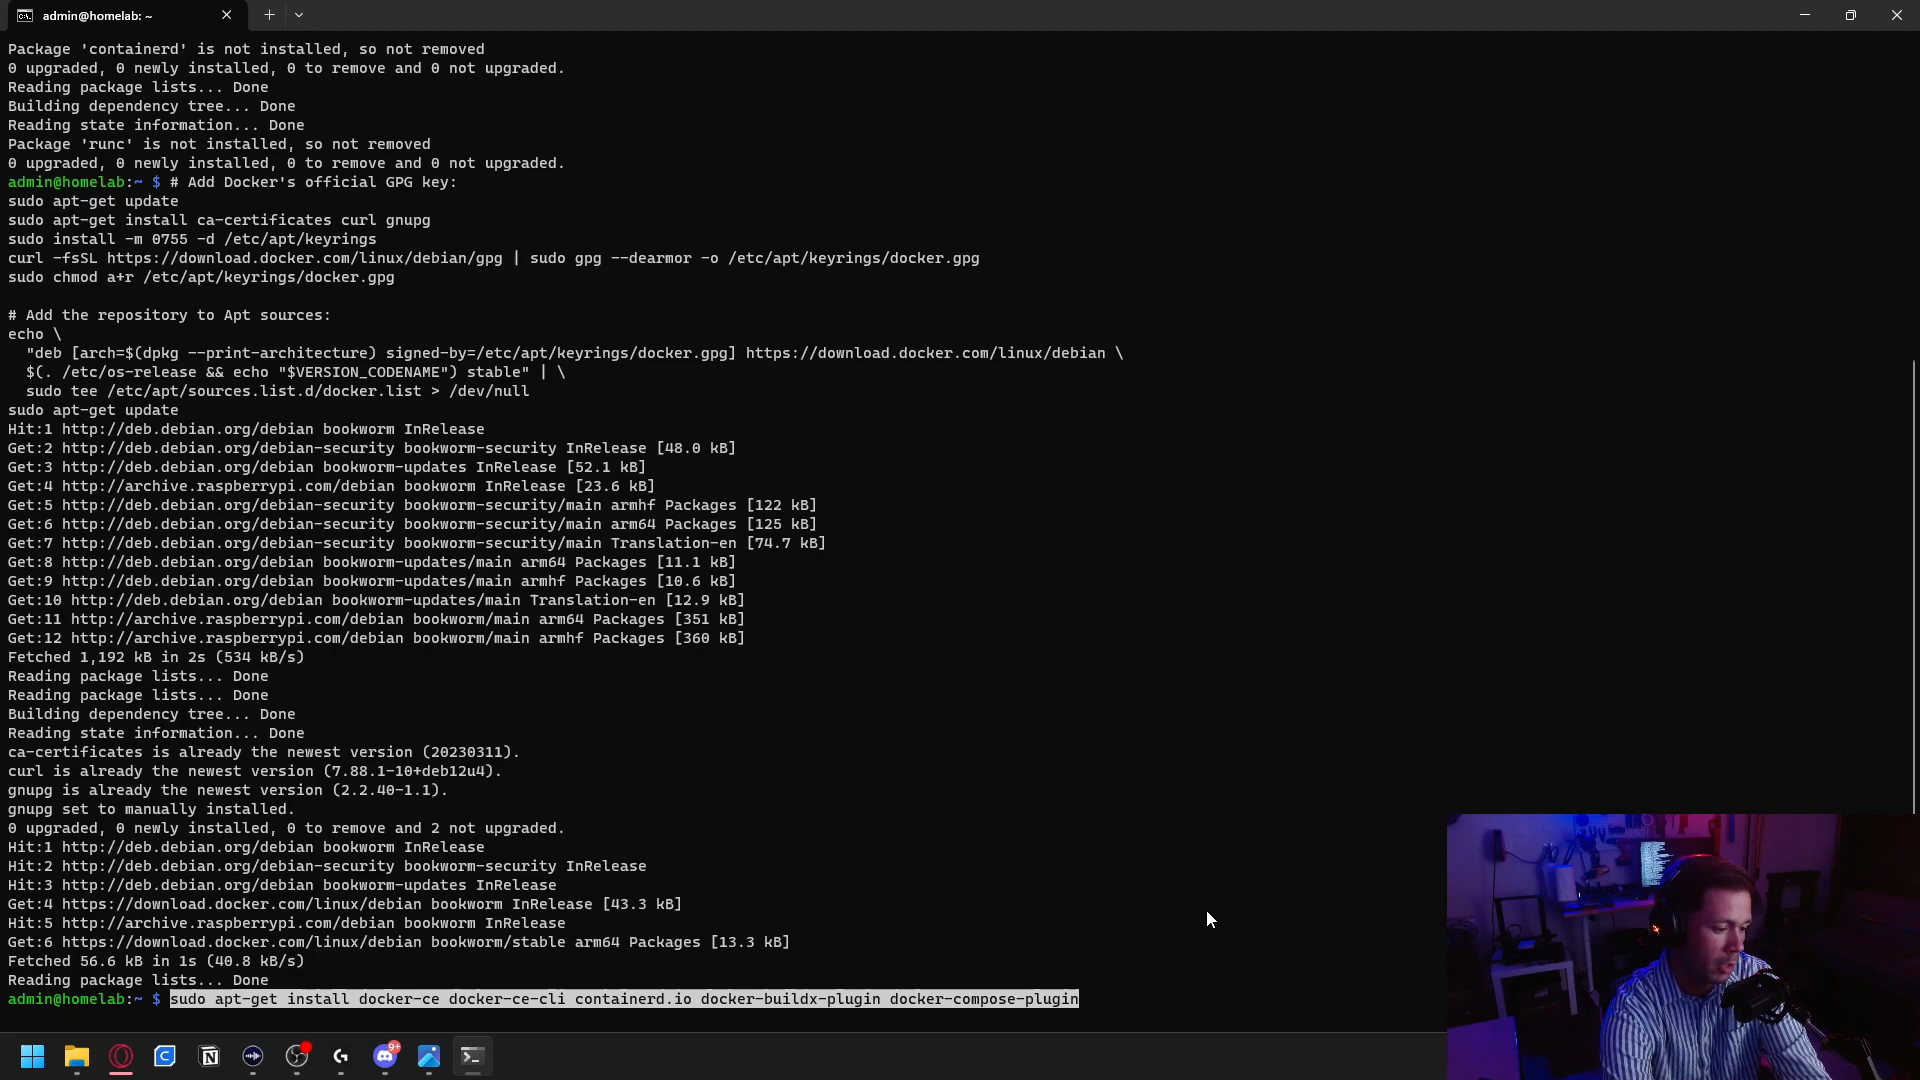 admin@homelab: ~
Package 'containerd' is not installed, so not removed
0 upgraded, 0 newly installed, 0 to remove and 0 not upgraded.
Reading package lists... Done
Building dependency tree... Done
Reading state information... Done
Package 'runc' is not installed, so not removed
0 upgraded, 0 newly installed, 0 to remove and 0 not upgraded.
admin@homelab:~ $ # Add Docker's official GPG key:
sudo apt-get update
sudo apt-get install ca-certificates curl gnupg
sudo install -m 0755 -d /etc/apt/keyrings
curl -fsSL https://download.docker.com/linux/debian/gpg | sudo gpg --dearmor -o /etc/apt/keyrings/docker.gpg
sudo chmod a+r /etc/apt/keyrings/docker.gpg
# Add the repository to Apt sources:
echo \
"deb [arch=$(dpkg --print-architecture) signed-by=/etc/apt/keyrings/docker.gpg] https://download.docker.com/linux/debian \
$(. /etc/os-release && echo "$VERSION_CODENAME") stable" | \
sudo tee /etc/apt/sources.list.d/docker.list > /dev/null
sudo apt-get update
Hit:1 http://deb.debian.org/debian bookworm InRelease
Get:2 http://deb.debian.org/debian-security bookworm-security InRelease [48.0 kB]
Get:3 http://deb.debian.org/debian bookworm-updates InRelease [52.1 kB]
Get:4 http://archive.raspberrypi.com/debian bookworm InRelease [23.6 kB]
Get:5 http://deb.debian.org/debian-security bookworm-security/main armhf Packages [122 kB]
Get:6 http://deb.debian.org/debian-security bookworm-security/main arm64 Packages [125 kB]
Get:7 http://deb.debian.org/debian-security bookworm-security/main Translation-en [74.7 kB]
Get:8 http://deb.debian.org/debian bookworm-updates/main arm64 Packages [11.1 kB]
Get:9 http://deb.debian.org/debian bookworm-updates/main armhf Packages [10.6 kB]
Get:10 http://deb.debian.org/debian bookworm-updates/main Translation-en [12.9 kB]
Get:11 http://archive.raspberrypi.com/debian bookworm/main arm64 Packages [351 kB]
Get:12 http://archive.raspberrypi.com/debian bookworm/main armhf Packages [360 kB]
Fetched 1,192 kB in 2s (534 kB/s)
Reading package lists... Done
Reading package lists... Done
Building dependency tree... Done
Reading state information... Done
ca-certificates is already the newest version (20230311).
curl is already the newest version (7.88.1-10+deb12u4).
gnupg is already the newest version (2.2.40-1.1).
gnupg set to manually installed.
0 upgraded, 0 newly installed, 0 to remove and 2 not upgraded.
Hit:1 http://deb.debian.org/debian bookworm InRelease
Hit:2 http://deb.debian.org/debian-security bookworm-security InRelease
Hit:3 http://deb.debian.org/debian bookworm-updates InRelease
Get:4 https://download.docker.com/linux/debian bookworm InRelease [43.3 kB]
Hit:5 http://archive.raspberrypi.com/debian bookworm InRelease
Get:6 https://download.docker.com/linux/debian bookworm/stable arm64 Packages [13.3 kB]
Fetched 56.6 kB in 1s (40.8 kB/s)
Reading package lists... Done
admin@homelab:~ $ sudo apt-get install docker-ce docker-ce-cli containerd.io docker-buildx-plugin docker-compose-plugin
9+